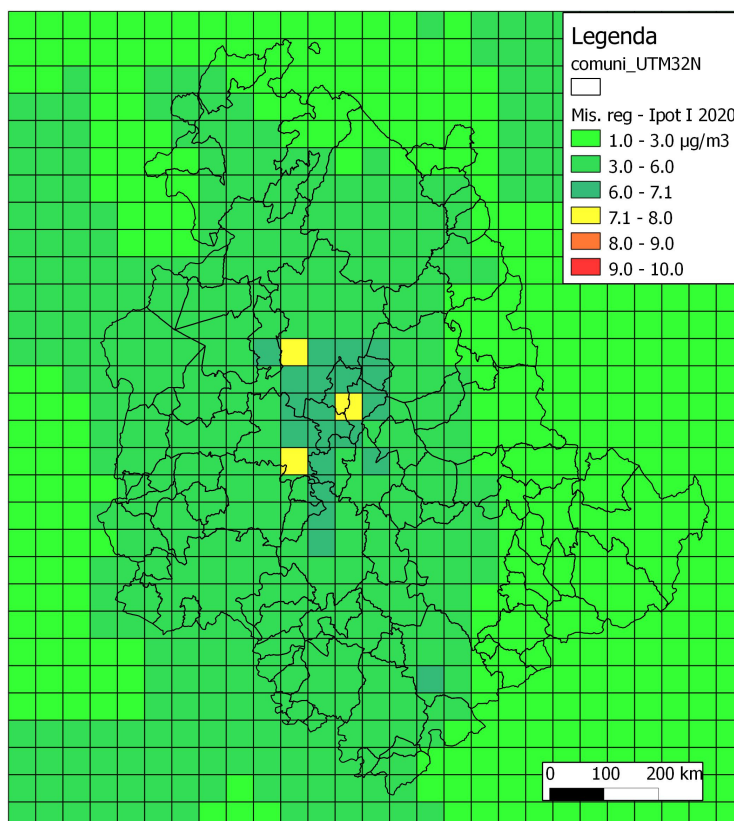 Legenda
comuni_UTM32N
Mis. reg - Ipot I 2020
1.0 - 3.0 µg/m3
3.0 - 6.0
6.0 - 7.1
7.1 - 8.0
8.0 - 9.0
9.0 - 10.0
0 100 200 km